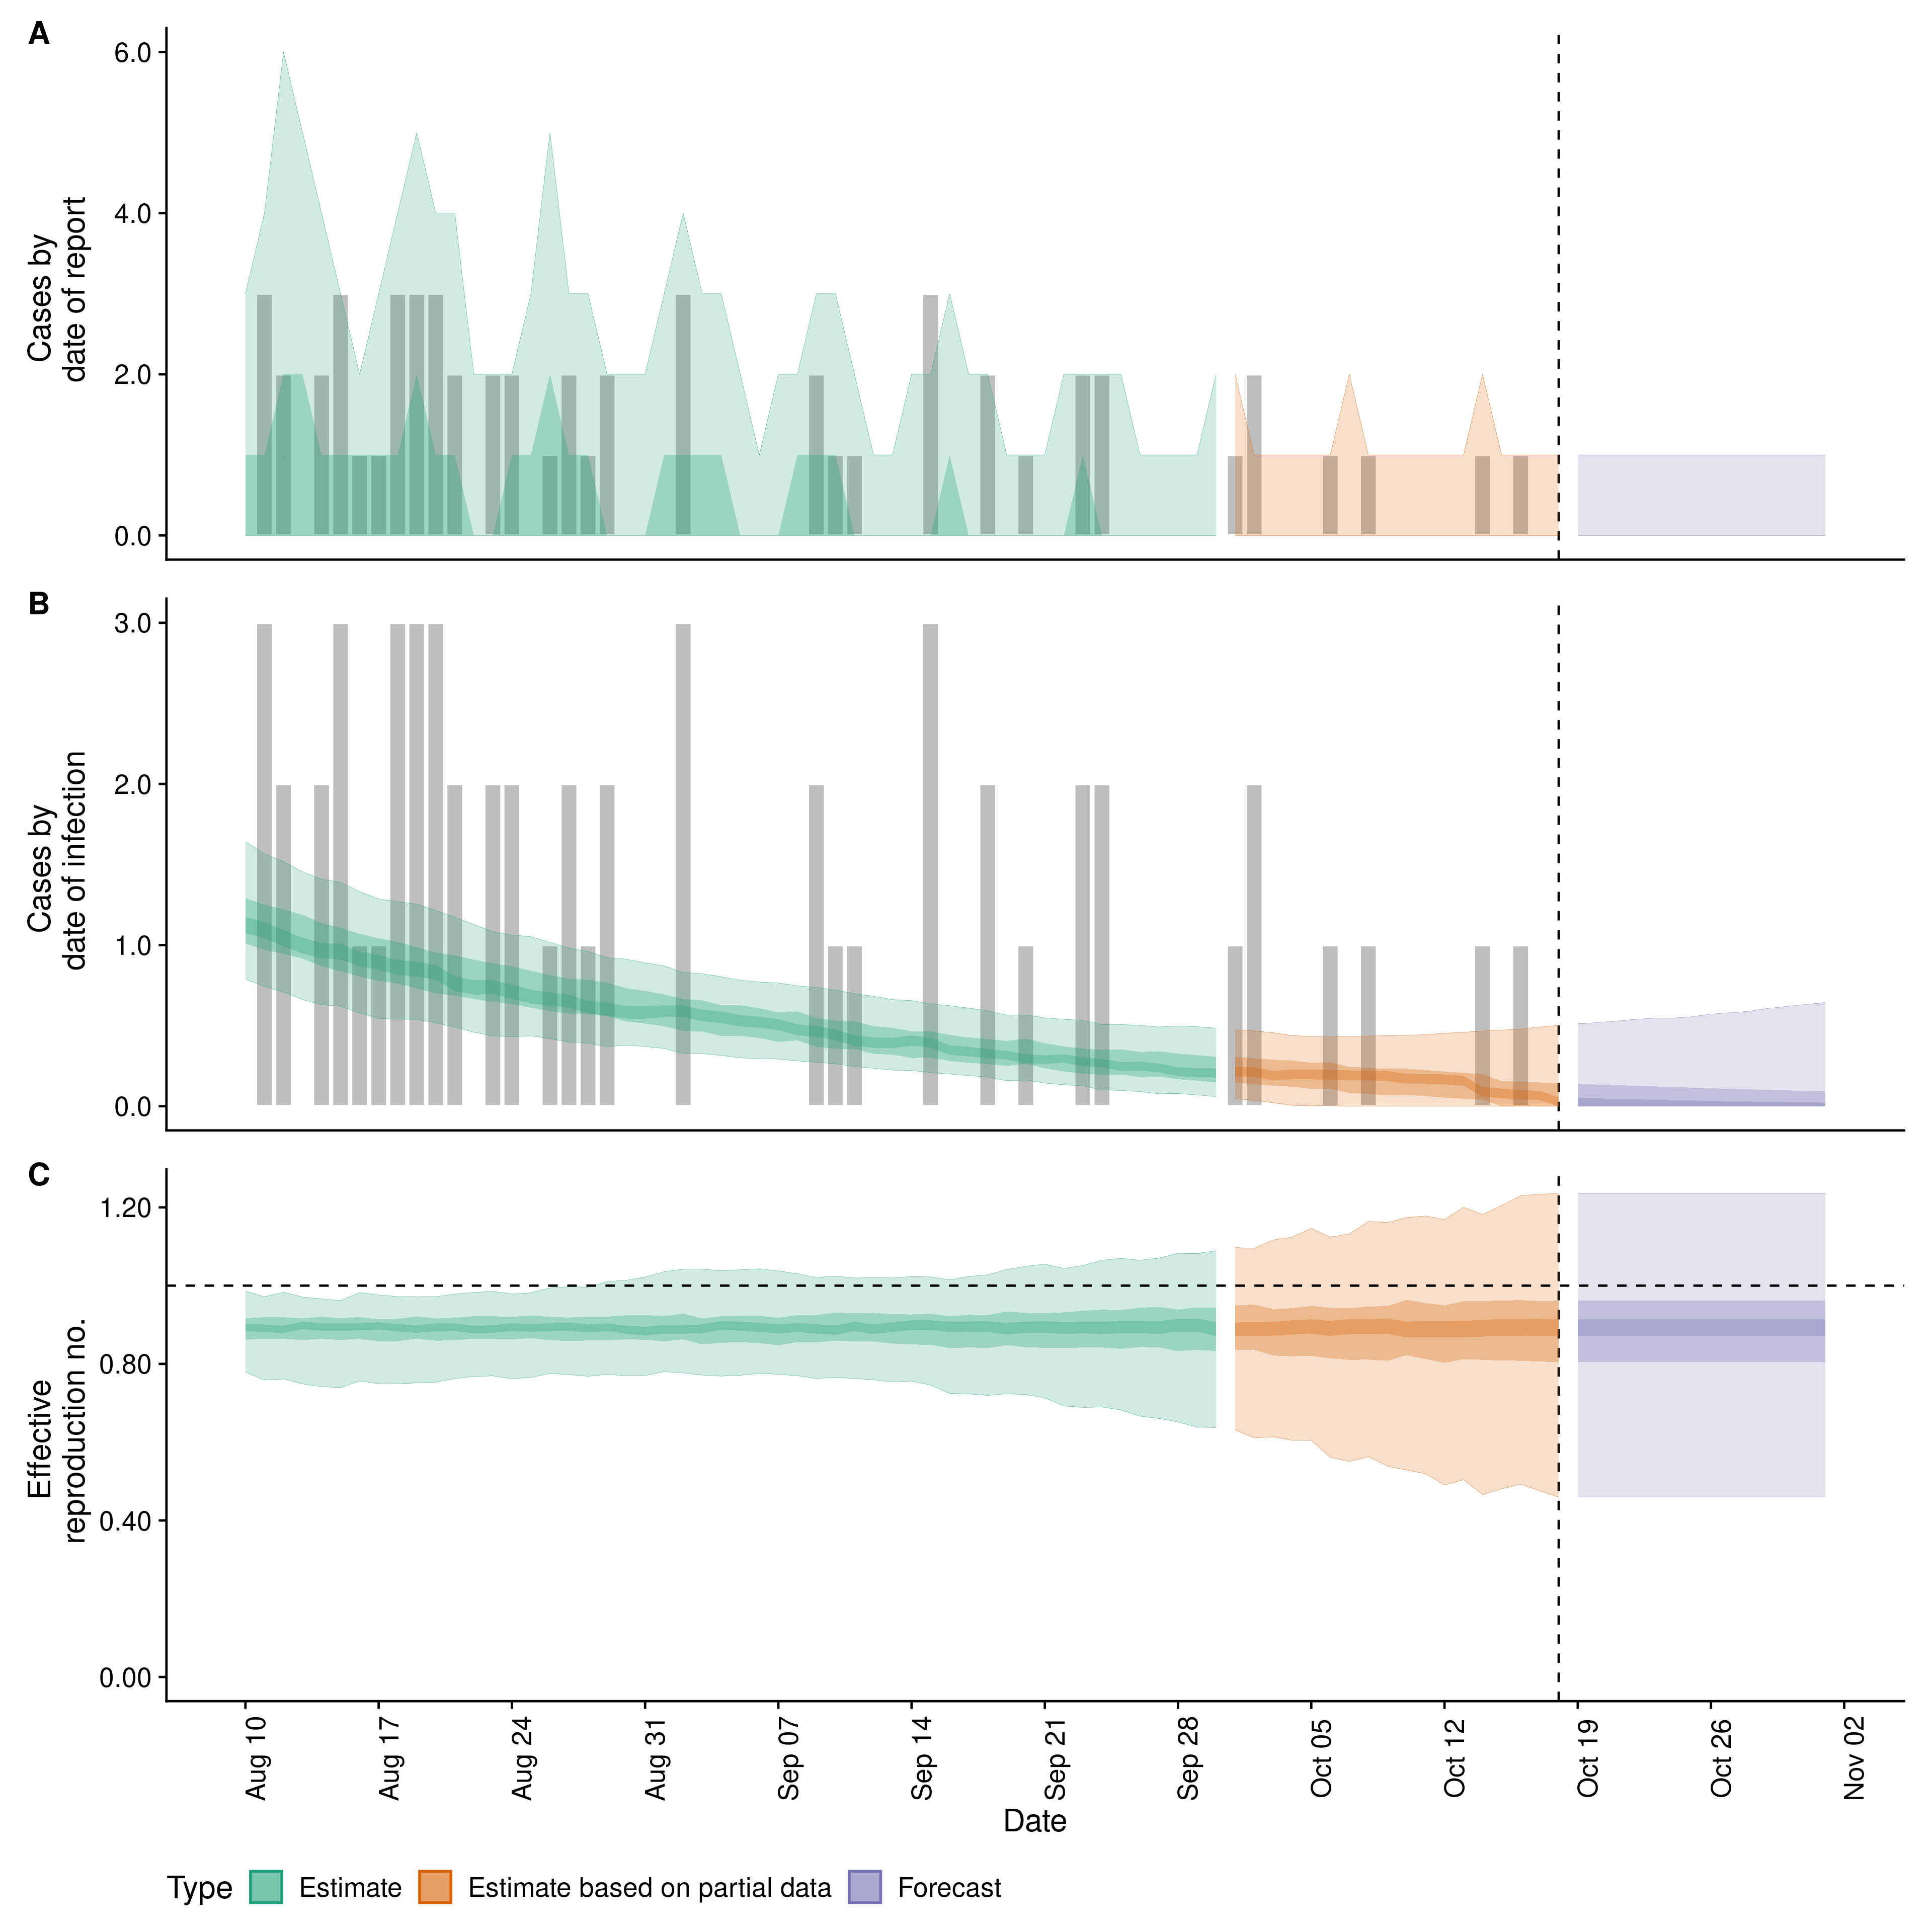 A
6.0
4.0
2.0
0.0
Cases by
date of report
B
3.0
2.0
1.0
0.0
Cases by
date of infection
C
1.20
0.80
0.40
0.00
Effective
reproduction no.
Aug 10
Aug 17
Aug 24
Aug 31
Sep 07
Sep 14
Sep 21
Sep 28
Oct 05
Oct 12
Oct 19
Oct 26
Nov 02
Date
Type Estimate Estimate based on partial data Forecast